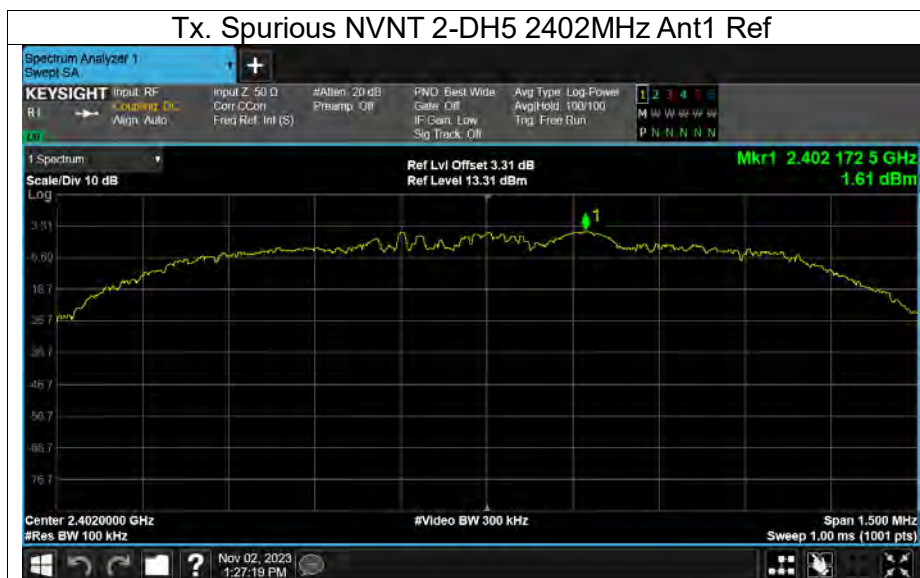 Tx. Spurious NVNT 2-DH5 2402MHz Ant1 Ref
Spectrum Analyzer 1
Swept SA
+
KEYSIGHT Input: RF Input Z: 50 Ω #Atten: 20 dB PNO: Best Wide Avg Type: Log-Power 1 2 3 4 5 6
Coupling: DC Corr CCorr Preamp: Off Gate: Off Avg|Hold: 100/100 M W W W W W
Align: Auto Freq Ref: Int (S) IF Gain: Low Trig: Free Run
Sig Track: Off P N N N N N
1 Spectrum
Ref Lvl Offset 3.31 dB Mkr1 2.402 172 5 GHz
Scale/Div 10 dB Ref Level 13.31 dBm 1.61 dBm
Log
1
3.31
-6.69
-16.7
-26.7
-36.7
-46.7
-56.7
-66.7
-76.7
Center 2.4020000 GHz #Video BW 300 kHz Span 1.500 MHz
#Res BW 100 kHz Sweep 1.00 ms (1001 pts)
? Nov 02, 2023
1:27:19 PM